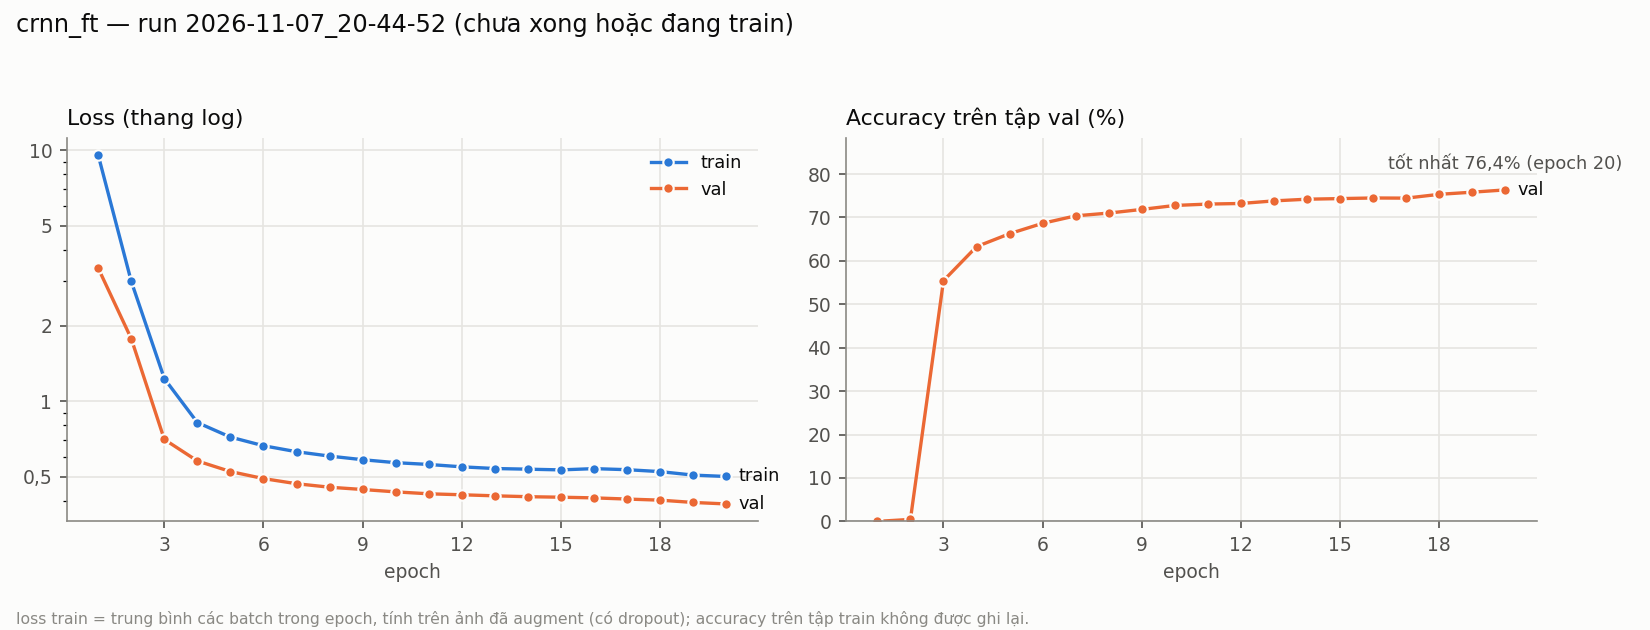 crnn_ft — run 2026-11-07_20-44-52 (chưa xong hoặc đang train)
Loss (thang log)
10
5
2
1
0,5
train
val
train
val
3 6 9 12 15 18
epoch
Accuracy trên tập val (%)
80
70
60
50
40
30
20
10
0
tốt nhất 76,4% (epoch 20)
val
3 6 9 12 15 18
epoch
loss train = trung bình các batch trong epoch, tính trên ảnh đã augment (có dropout); accuracy trên tập train không được ghi lại.